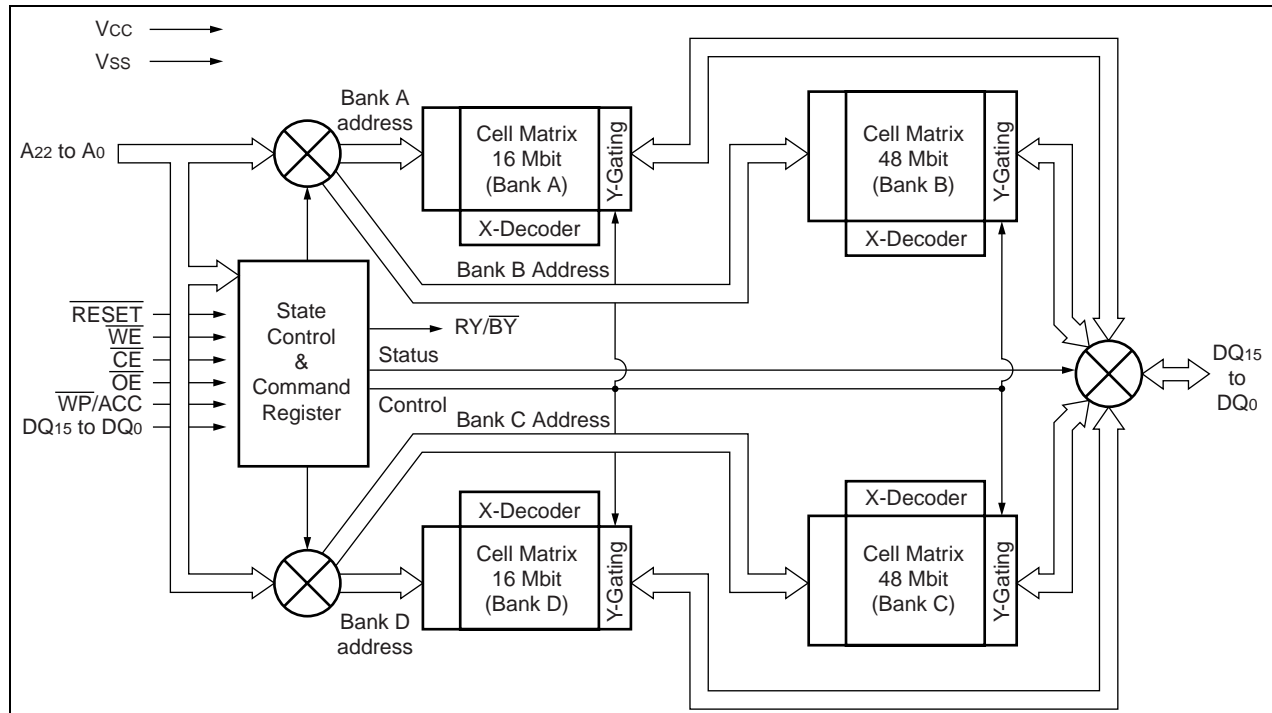 Vcc
Vss
A22 to A0
Bank A
address
Cell Matrix
16 Mbit
(Bank A)
Y-Gating
X-Decoder
Cell Matrix
48 Mbit
(Bank B)
Y-Gating
X-Decoder
Bank B Address
RESET
WE
CE
OE
WP/ACC
DQ15 to DQ0
State
Control
&
Command
Register
RY/BY
Status
Control
DQ15
to
DQ0
Bank C Address
Bank D
address
X-Decoder
Cell Matrix
16 Mbit
(Bank D)
Y-Gating
X-Decoder
Cell Matrix
48 Mbit
(Bank C)
Y-Gating